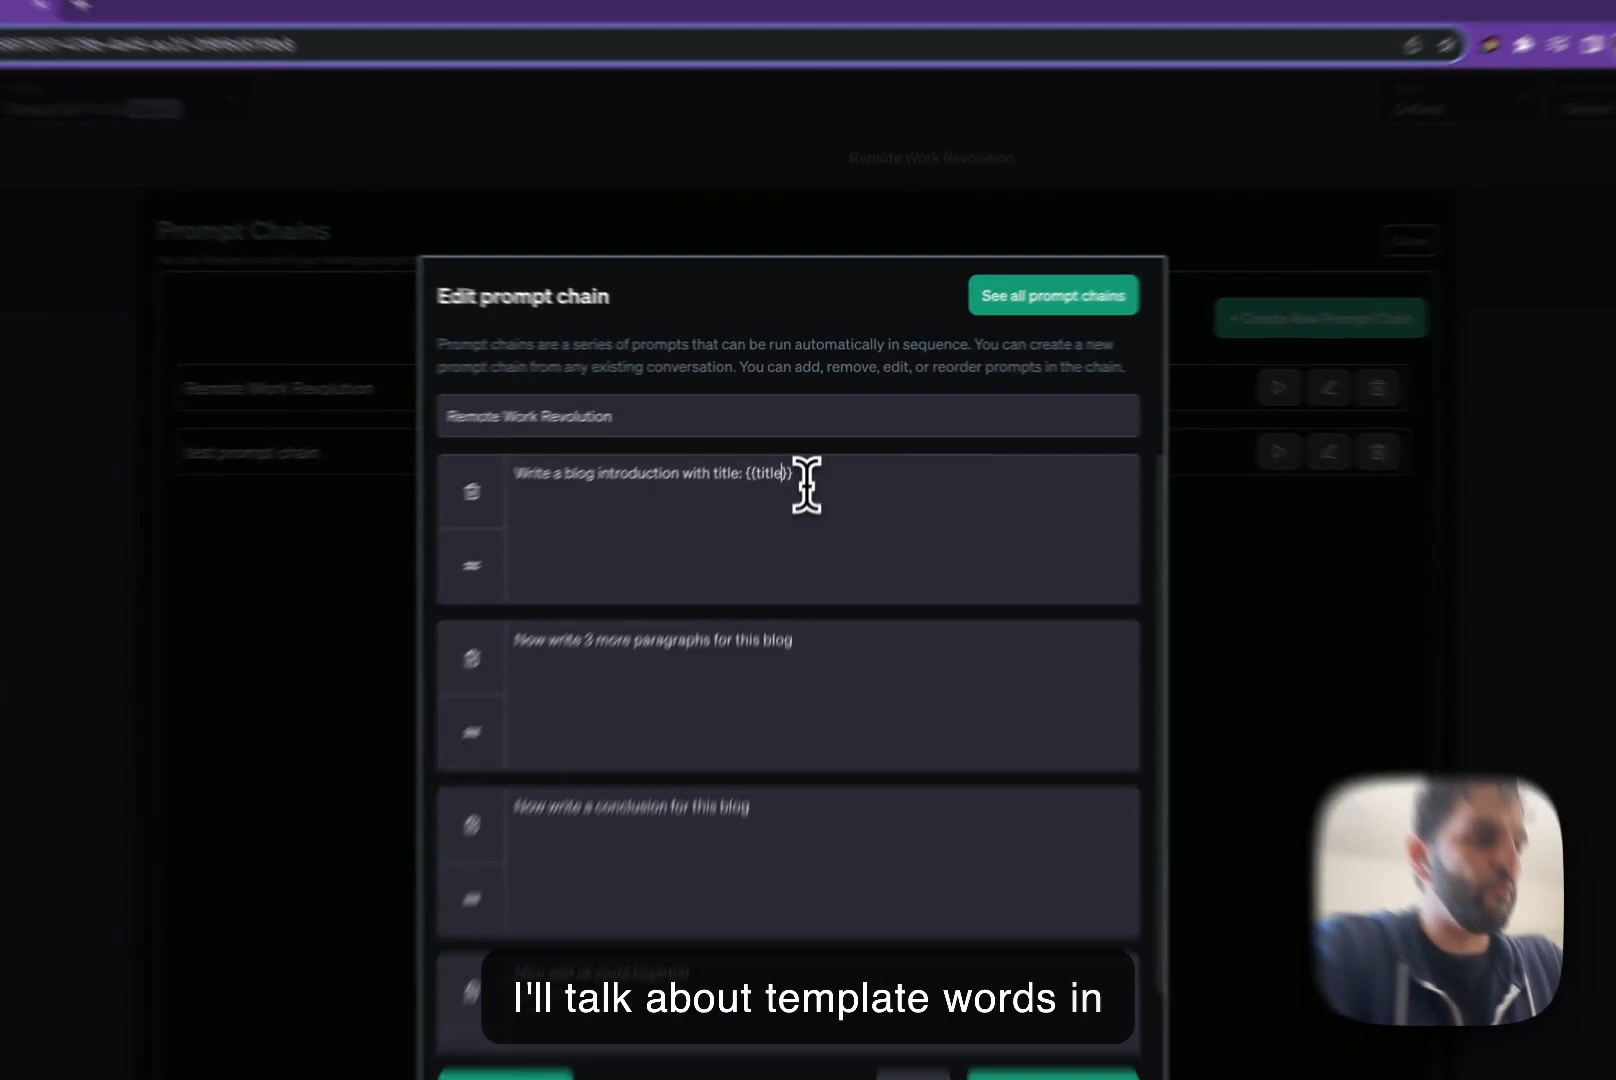 Remote Work Revolution
Prompt Chains
Edit prompt chain
See all prompt chains
Prompt chains are a series of prompts that can be run automatically in sequence. You can create a new
prompt chain from any existing conversation. You can add, remove, edit, or reorder prompts in the chain.
+ Create New Prompt Chain
Remote Work Revolution
Remote Work Revolution
test prompt chain
Write a blog introduction with title: {{title}}
Now write 3 more paragraphs for this blog
Now write a conclusion for this blog
I'll talk about template words in